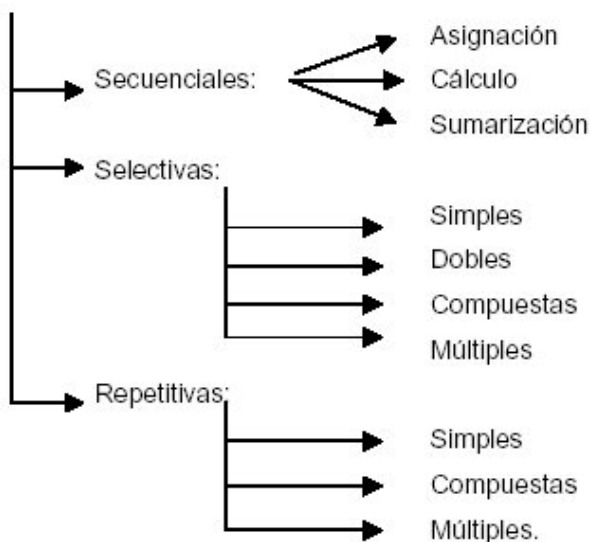 Secuenciales:
Asignación
Cálculo
Sumarización
Selectivas:
Simples
Dobles
Compuestas
Múltiples
Repetitivas:
Simples
Compuestas
Múltiples.